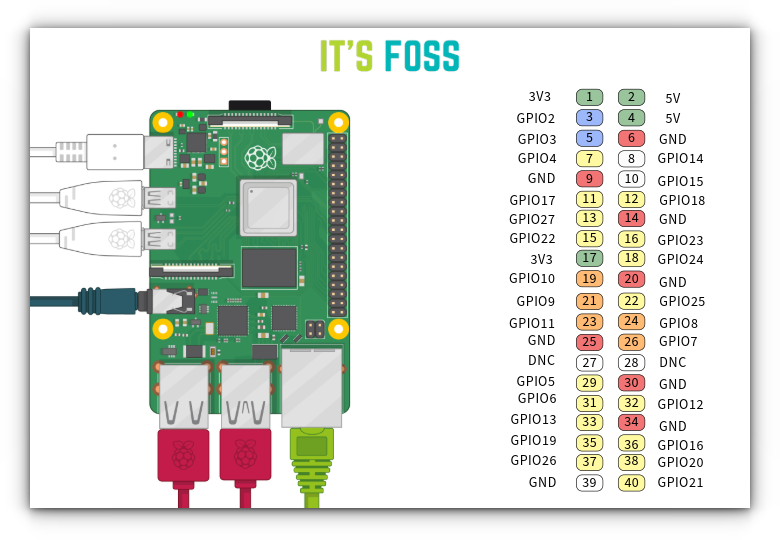 IT'S FOSS
3V3 1 2 5V
GPIO2 3 4 5V
GPIO3 5 6 GND
GPIO4 7 8 GPIO14
GND 9 10 GPIO15
GPIO17 11 12 GPIO18
GPIO27 13 14 GND
GPIO22 15 16 GPIO23
3V3 17 18 GPIO24
GPIO10 19 20 GND
GPIO9 21 22 GPIO25
GPIO11 23 24 GPIO8
GND 25 26 GPIO7
DNC 27 28 DNC
GPIO5 29 30 GND
GPIO6 31 32 GPIO12
GPIO13 33 34 GND
GPIO19 35 36 GPIO16
GPIO26 37 38 GPIO20
GND 39 40 GPIO21